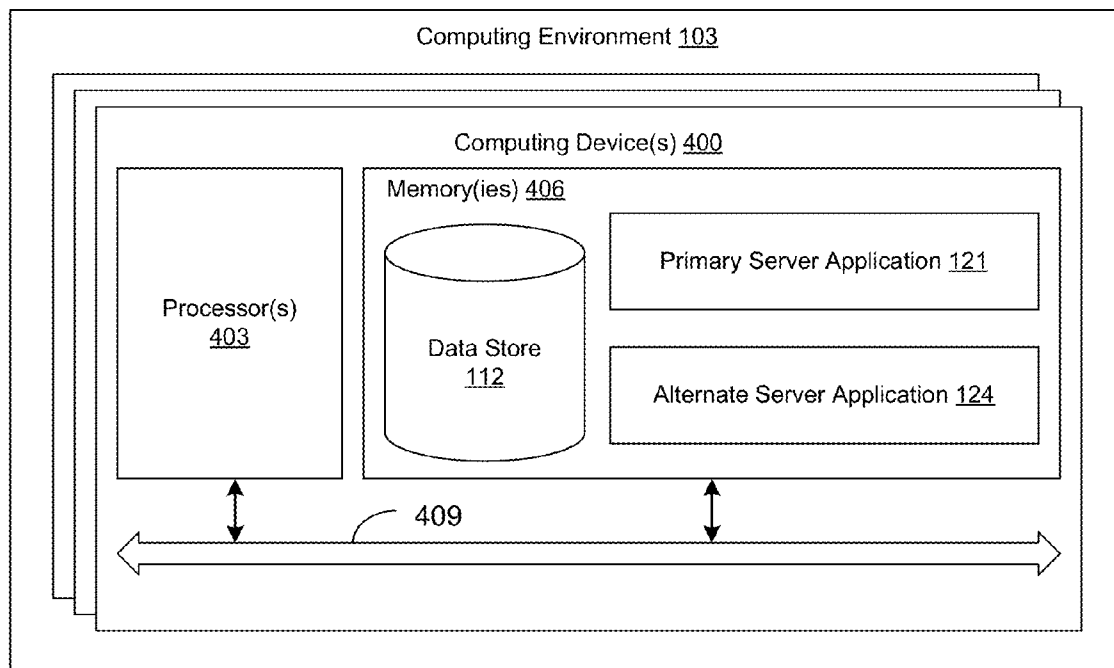 Computing Environment 103
Computing Device(s) 400
Processor(s)
403
Memory(ies) 406
Data Store
112
Primary Server Application 121
Alternate Server Application 124
409